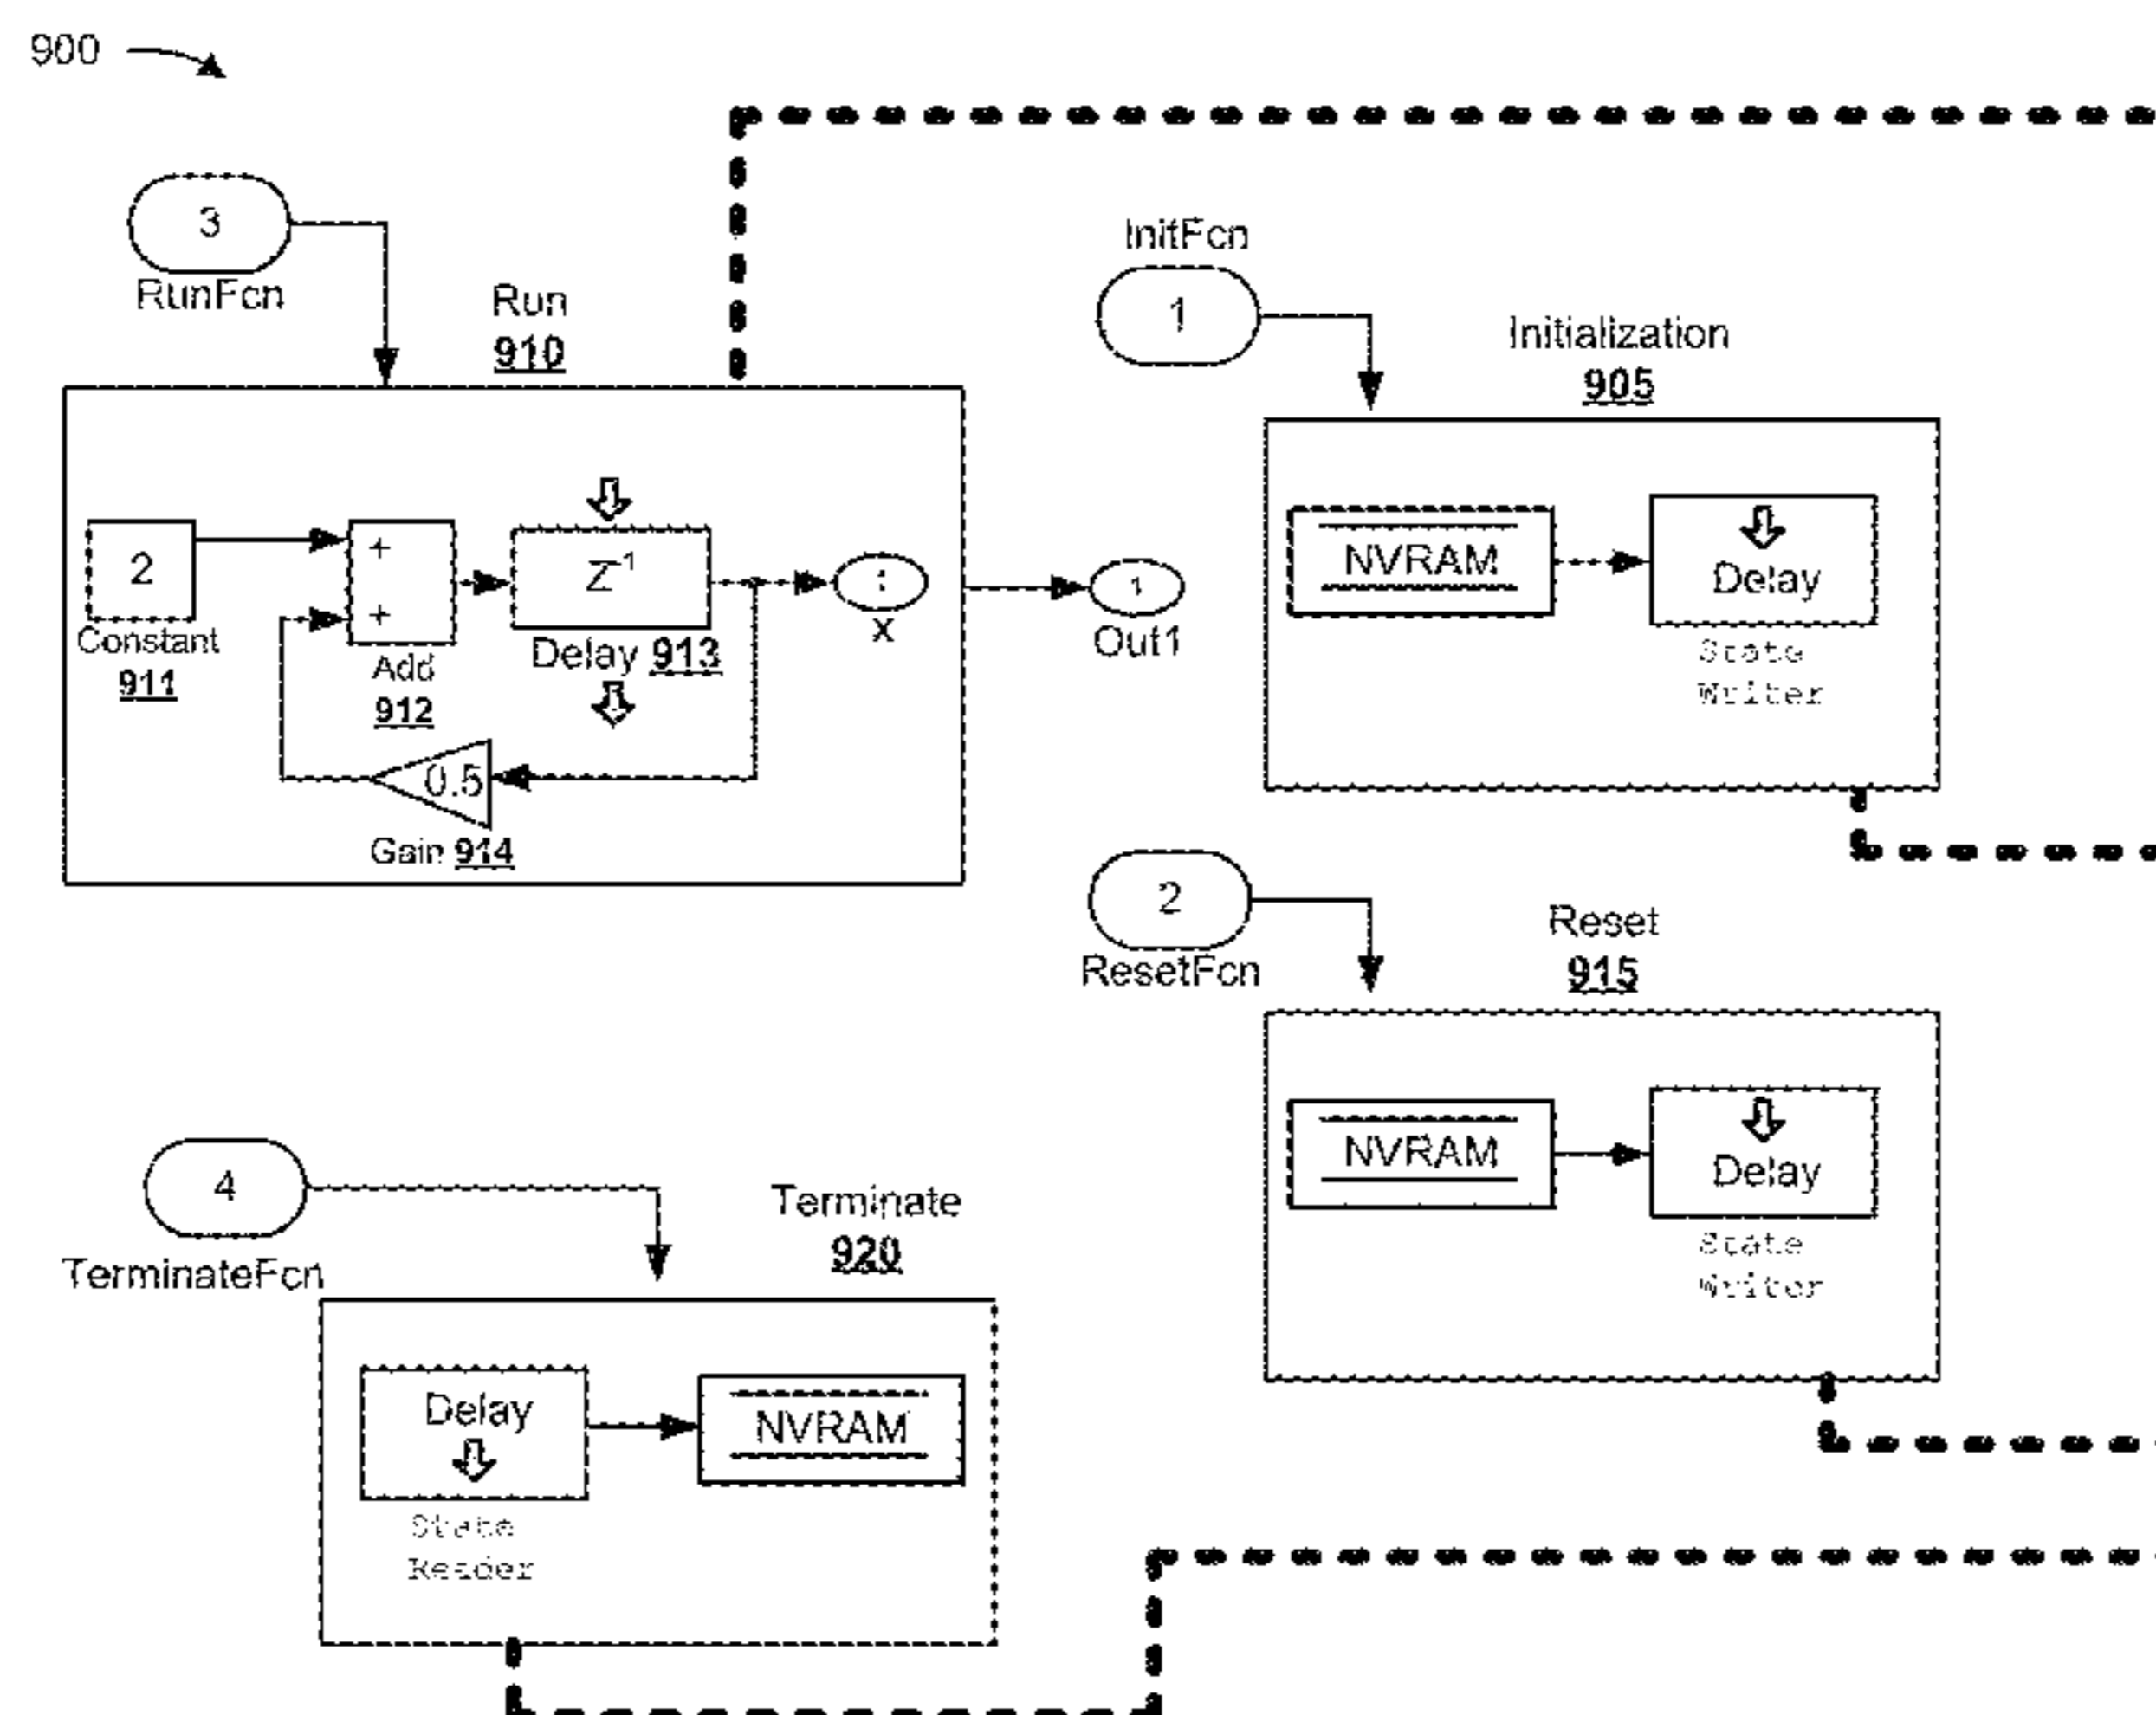 900
3
RunFcn
Run
910
2
Constant
911
+
+
Add
912
Z-1
Delay 913
x
0.5
Gain 914
1
Out1
InitFcn
1
Initialization
905
NVRAM
Delay
State
Writer
2
ResetFcn
Reset
915
NVRAM
Delay
State
Writer
4
TerminateFcn
Terminate
920
Delay
State
Reader
NVRAM